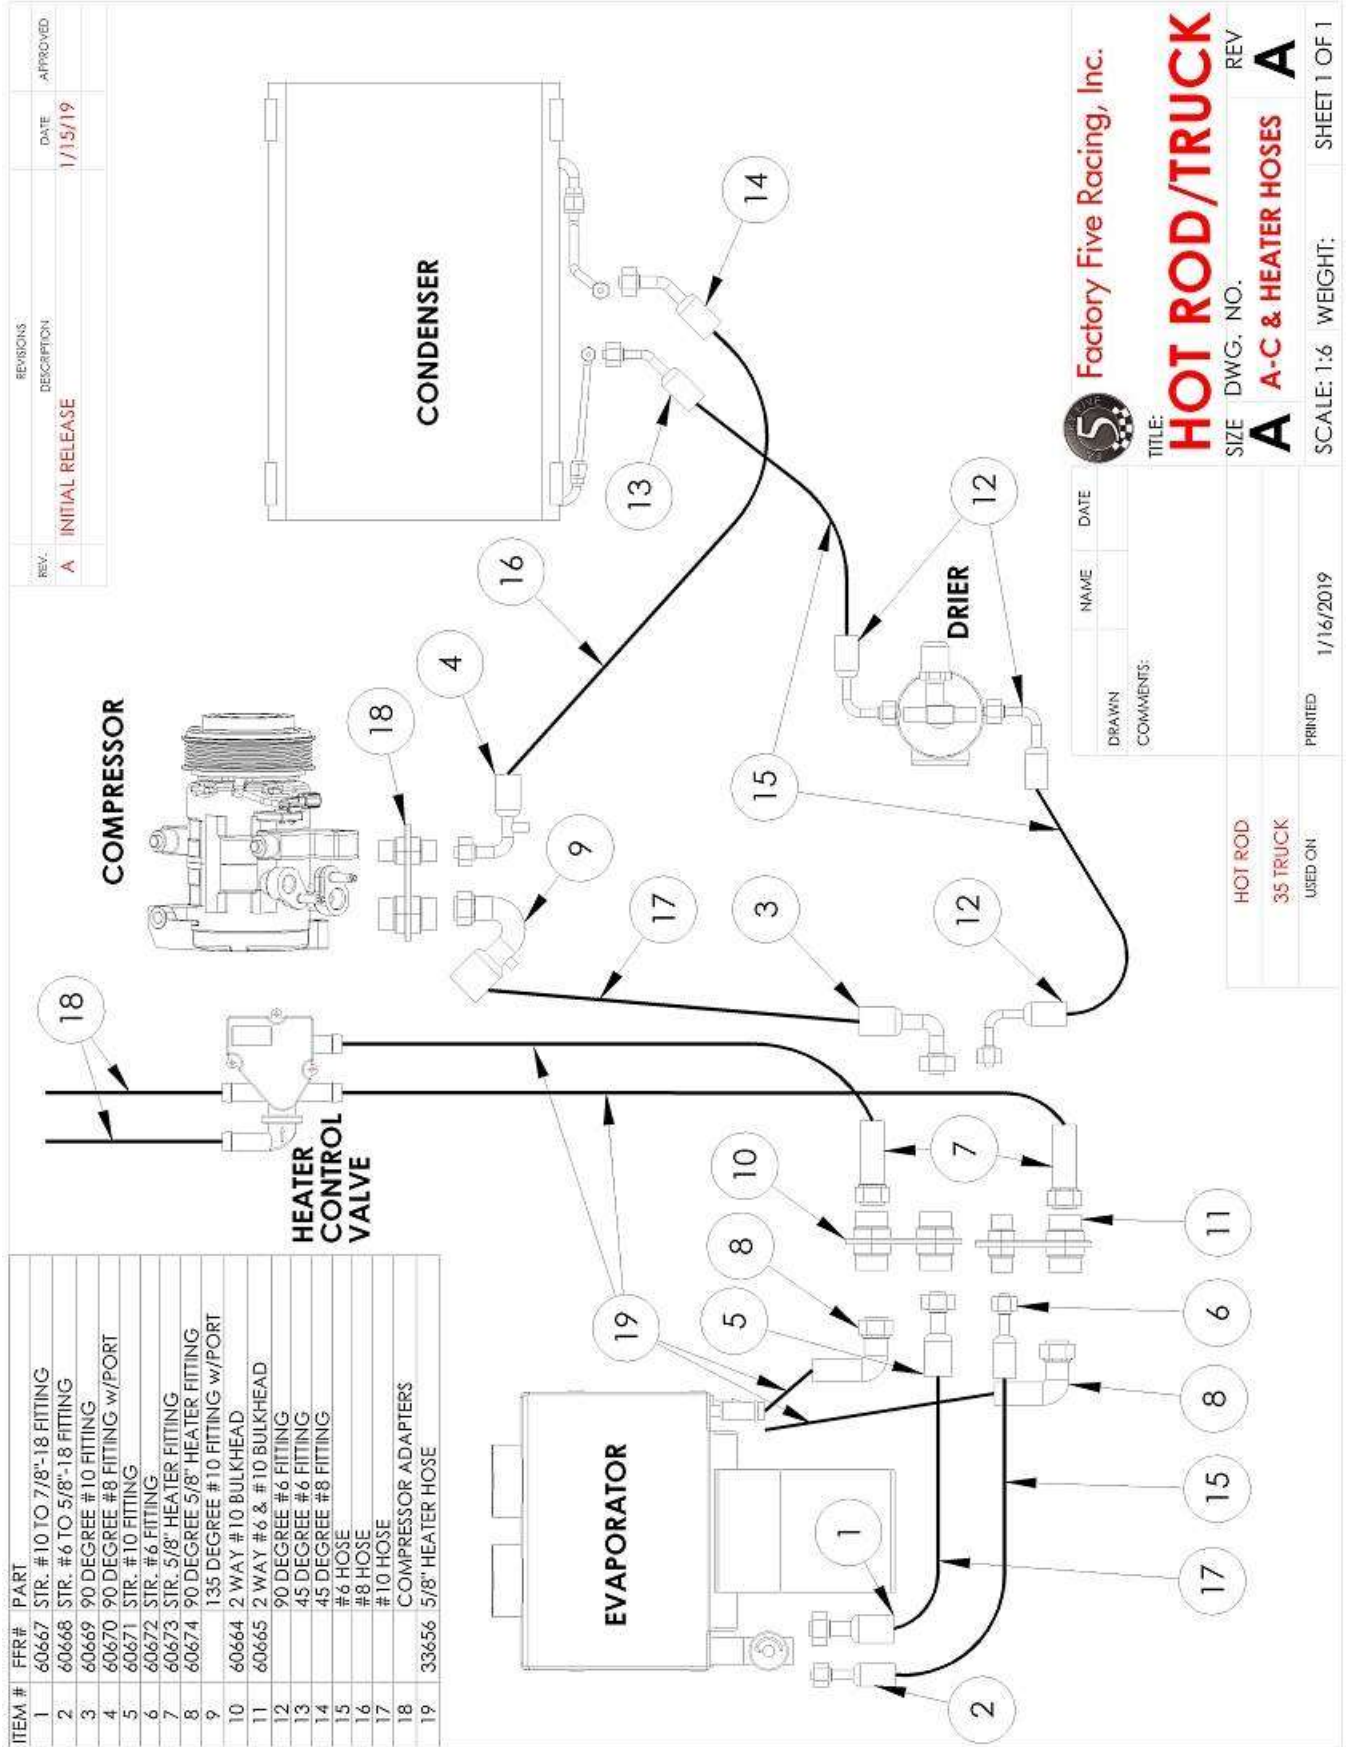 ITEM # FFR# PART
1 60667 STR. #10 TO 7/8"-18 FITTING
2 60668 STR. #6 TO 5/8"-18 FITTING
3 60669 90 DEGREE #10 FITTING
4 60670 90 DEGREE #8 FITTING w/PORT
5 60671 STR. #10 FITTING
6 60672 STR. #6 FITTING
7 60673 STR. 5/8" HEATER FITTING
8 60674 90 DEGREE 5/8" HEATER FITTING
9 135 DEGREE #10 FITTING w/PORT
10 60664 2 WAY #10 BULKHEAD
11 60665 2 WAY #6 & #10 BULKHEAD
12 90 DEGREE #6 FITTING
13 45 DEGREE #6 FITTING
14 45 DEGREE #8 FITTING
15 #6 HOSE
16 #8 HOSE
17 #10 HOSE
18 COMPRESSOR ADAPTERS
19 33656 5/8" HEATER HOSE
REVISIONS
REV. DESCRIPTION DATE APPROVED
A INITIAL RELEASE 1/15/19
COMPRESSOR
CONDENSER
18
HEATER
CONTROL
VALVE
18
4
16
13
14
9
17
3
15
12
DRIER
12
19
10
8
5
7
EVAPORATOR
1
2
17
15
8
6
11
HOT ROD
35 TRUCK
USED ON
PRINTED 1/16/2019
NAME DATE
DRAWN
COMMENTS:
5
Factory Five Racing, Inc.
TITLE:
HOT ROD/TRUCK
SIZE DWG. NO. REV
A A-C & HEATER HOSES A
SCALE: 1:6 WEIGHT: SHEET 1 OF 1